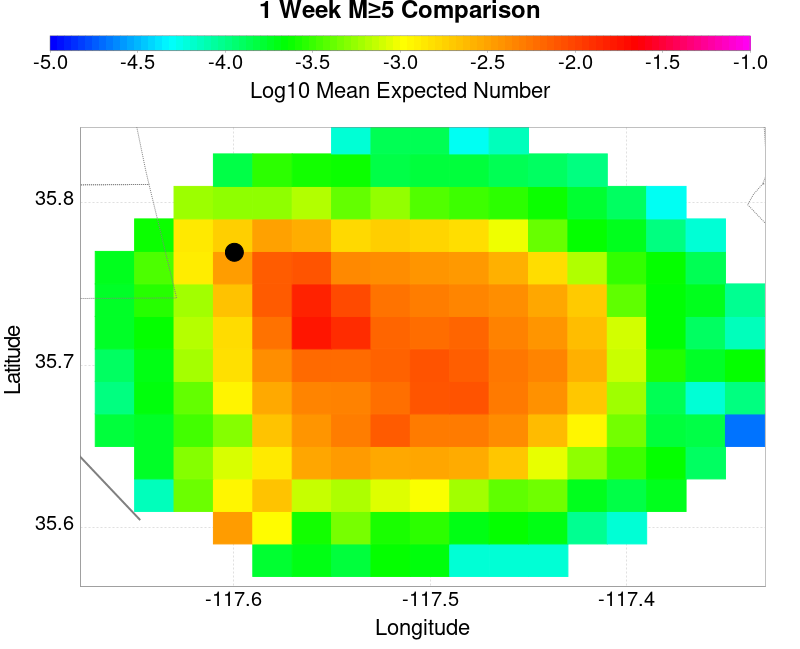 1 Week M≥5 Comparison
-5.0 -4.5 -4.0 -3.5 -3.0 -2.5 -2.0 -1.5 -1.0
Log10 Mean Expected Number
35.8
35.7
35.6
Latitude
-117.6 -117.5 -117.4
Longitude